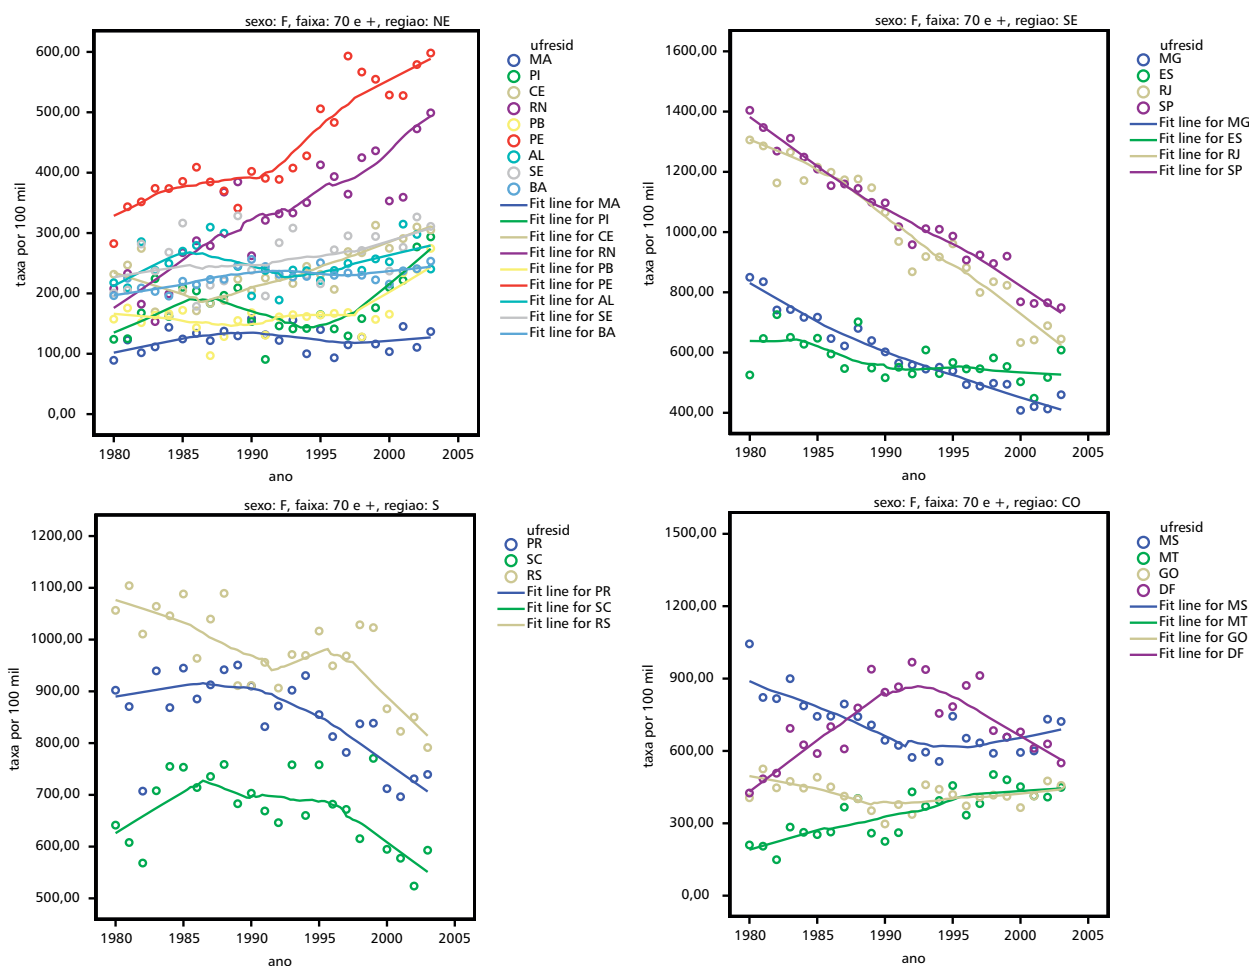 sexo: F, faixa: 70 e +, regiao: NE
taxa por 100 mil
600,00
500,00
400,00
300,00
200,00
100,00
0,00
1980 1985 1990 1995 2000 2005
ano
ufresid
MA
PI
CE
RN
PB
PE
AL
SE
BA
Fit line for MA
Fit line for PI
Fit line for CE
Fit line for RN
Fit line for PB
Fit line for PE
Fit line for AL
Fit line for SE
Fit line for BA
sexo: F, faixa: 70 e +, regiao: SE
taxa por 100 mil
1600,00
1400,00
1200,00
1000,00
800,00
600,00
400,00
1980 1985 1990 1995 2000 2005
ano
ufresid
MG
ES
RJ
SP
Fit line for MG
Fit line for ES
Fit line for RJ
Fit line for SP
sexo: F, faixa: 70 e +, regiao: S
taxa por 100 mil
1200,00
1100,00
1000,00
900,00
800,00
700,00
600,00
500,00
1980 1985 1990 1995 2000 2005
ano
ufresid
PR
SC
RS
Fit line for PR
Fit line for SC
Fit line for RS
sexo: F, faixa: 70 e +, regiao: CO
taxa por 100 mil
1500,00
1200,00
900,00
600,00
300,00
0,00
1980 1985 1990 1995 2000 2005
ano
ufresid
MS
MT
GO
DF
Fit line for MS
Fit line for MT
Fit line for GO
Fit line for DF